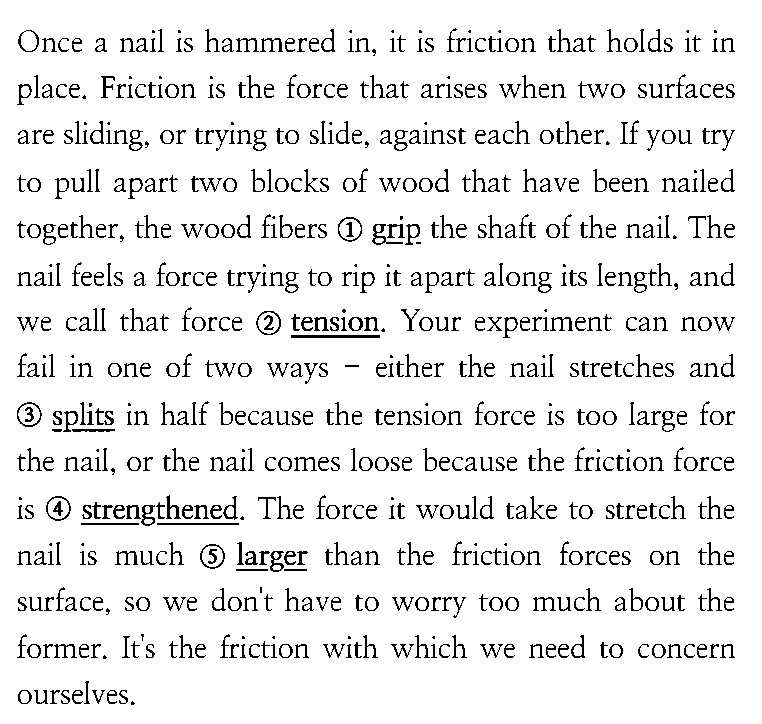 Once a nail is hammered in, it is friction that holds it in
place. Friction is the force that arises when two surfaces
are sliding, or trying to slide, against each other. If you try
to pull apart two blocks of wood that have been nailed
together, the wood fibers ① grip the shaft of the nail. The
nail feels a force trying to rip it apart along its length, and
we call that force ② tension. Your experiment can now
fail in one of two ways − either the nail stretches and
③ splits in half because the tension force is too large for
the nail, or the nail comes loose because the friction force
is ④ strengthened. The force it would take to stretch the
nail is much ⑤ larger than the friction forces on the
surface, so we don't have to worry too much about the
former. It's the friction with which we need to concern
ourselves.